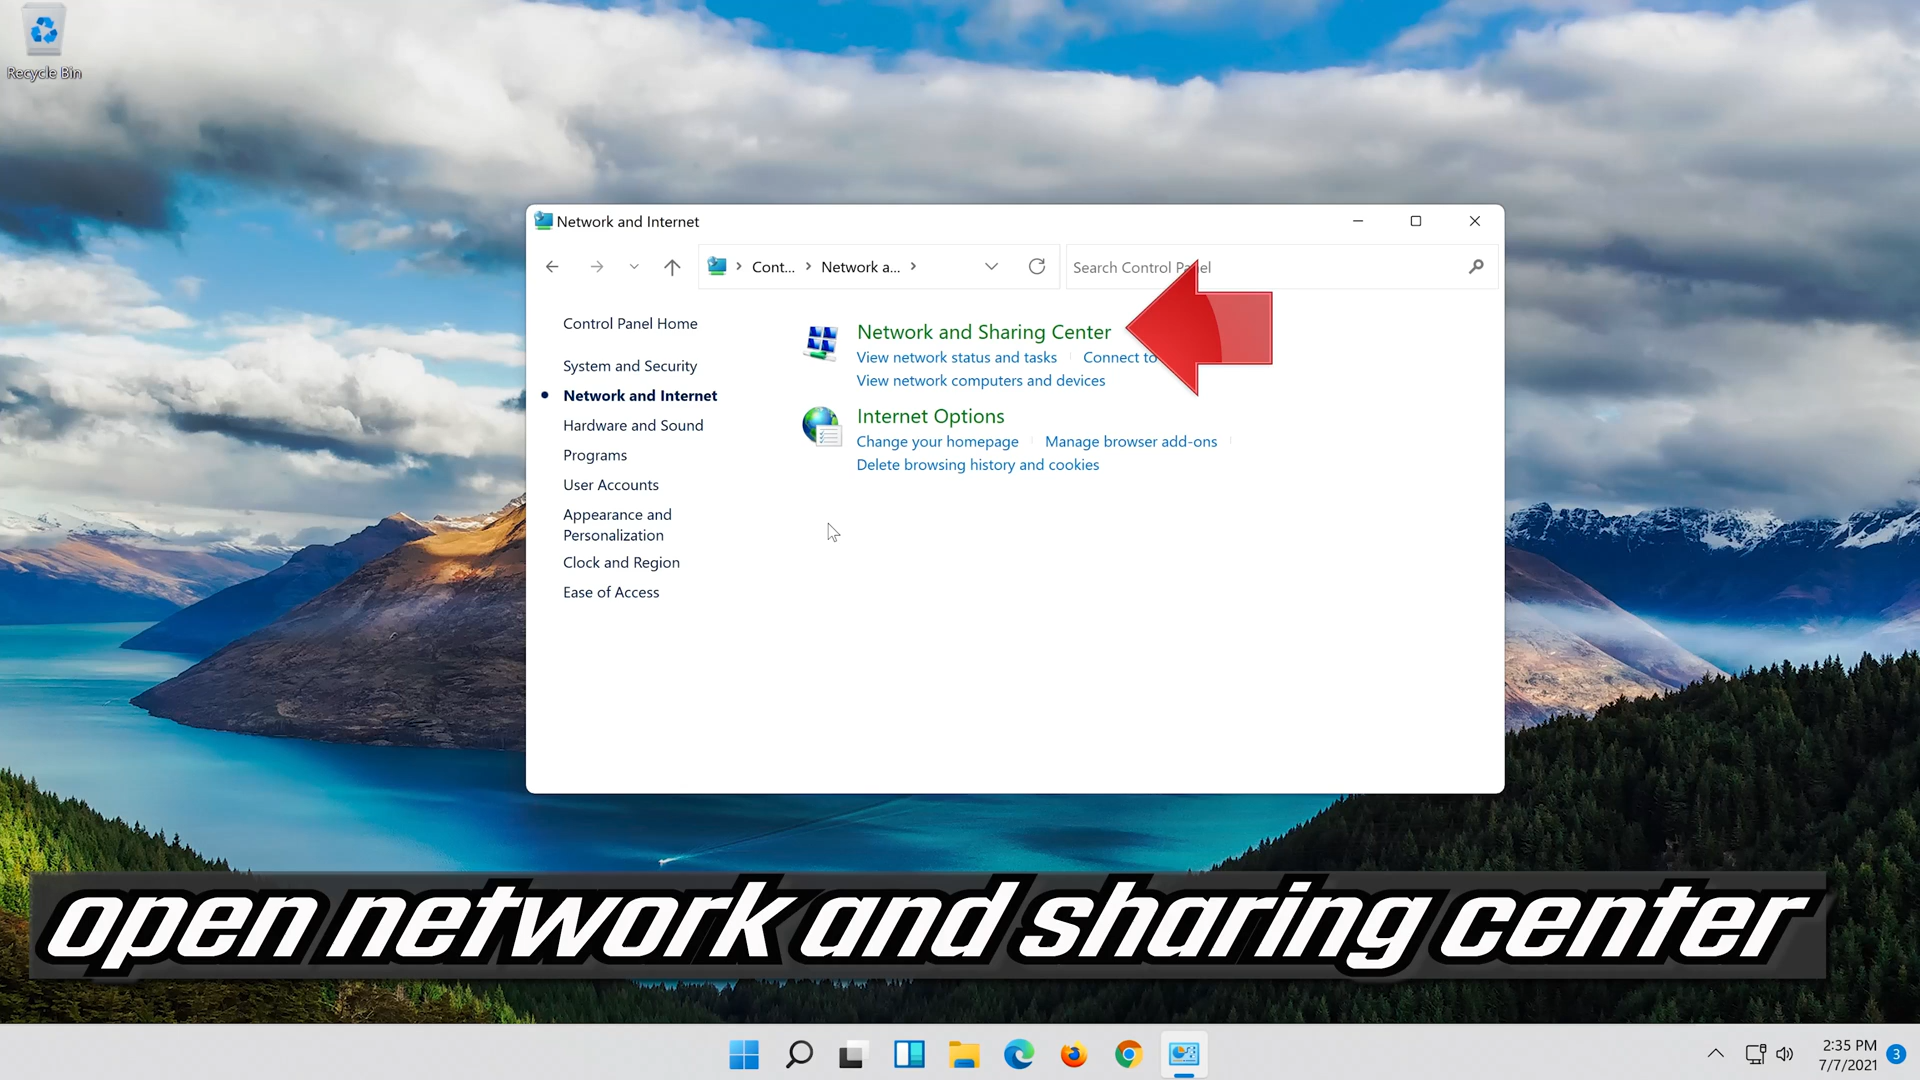 Recycle Bin
Network and Internet
Cont...
Network a...
Search Control Panel
Control Panel Home
System and Security
Network and Internet
Hardware and Sound
Programs
User Accounts
Appearance and
Personalization
Clock and Region
Ease of Access
Network and Sharing Center
View network status and tasks
Connect to
View network computers and devices
Internet Options
Change your homepage
Manage browser add-ons
Delete browsing history and cookies
open network and sharing center
2:35 PM
7/7/2021
3